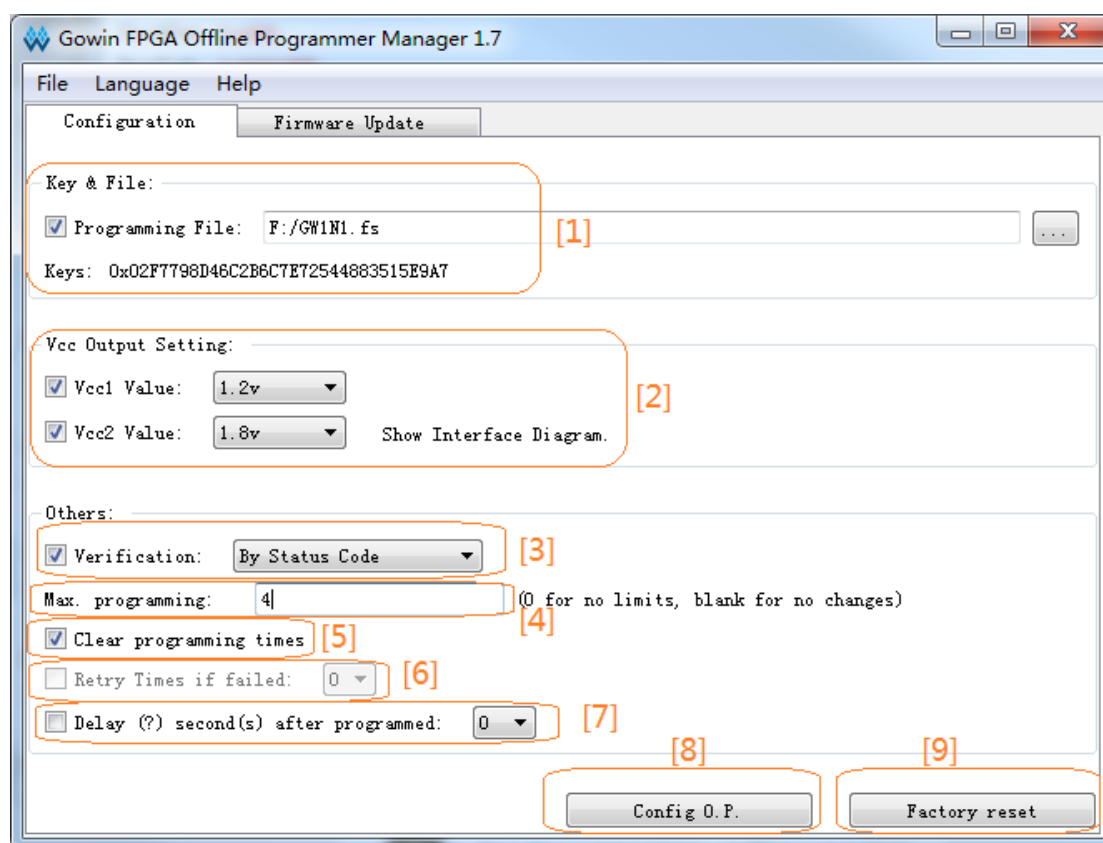 Gowin FPGA Offline Programmer Manager 1.7
File Language Help
Configuration Firmware Update
Key & File:
Programming File: F:/GW1N1.fs [1] ...
Keys: 0x02F7798D46C2B6C7E72544883515E9A7
Vcc Output Setting:
Vcc1 Value: 1.2v [2]
Vcc2 Value: 1.8v Show Interface Diagram.
Others:
Verification: By Status Code [3]
Max. programming: 4 (0 for no limits, blank for no changes) [4]
Clear programming times [5]
Retry Times if failed: 0 [6]
Delay (?) second(s) after programmed: 0 [7]
[8] [9]
Config O.P. Factory reset